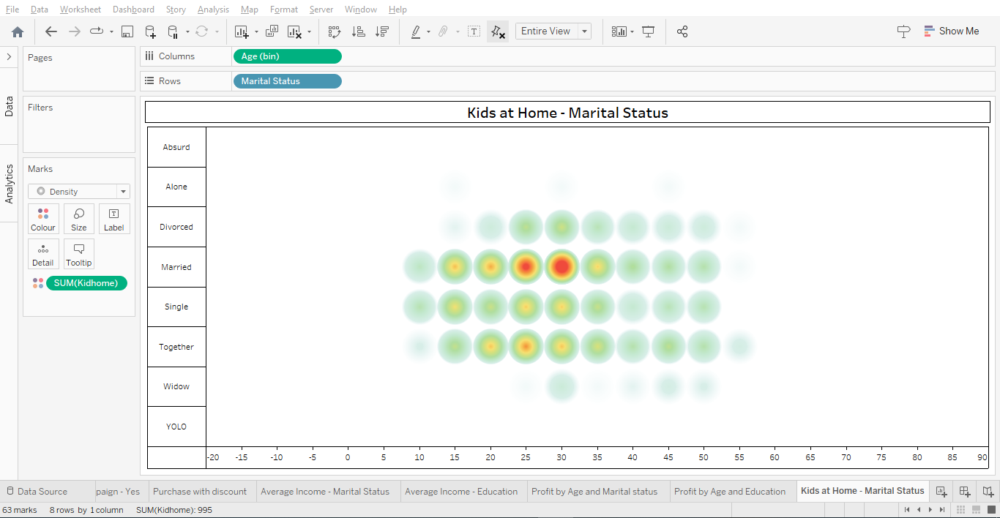 File Data Worksheet Dashboard Story Analysis Map Format Server Window Help
Entire View
Show Me
Pages
Columns
Age (bin)
Rows
Marital Status
Data
Filters
Analytics
Marks
Density
Colour Size Label
Detail Tooltip
SUM(Kidhome)
Kids at Home - Marital Status
Absurd
Alone
Divorced
Married
Single
Together
Widow
YOLO
-20 -15 -10 -5 0 5 10 15 20 25 30 35 40 45 50 55 60 65 70 75 80 85 90
Data Source paign - Yes Purchase with discount Average Income - Marital Status Average Income - Education Profit by Age and Marital status Profit by Age and Education Kids at Home - Marital Status
63 marks 8 rows by 1 column SUM(Kidhome): 995